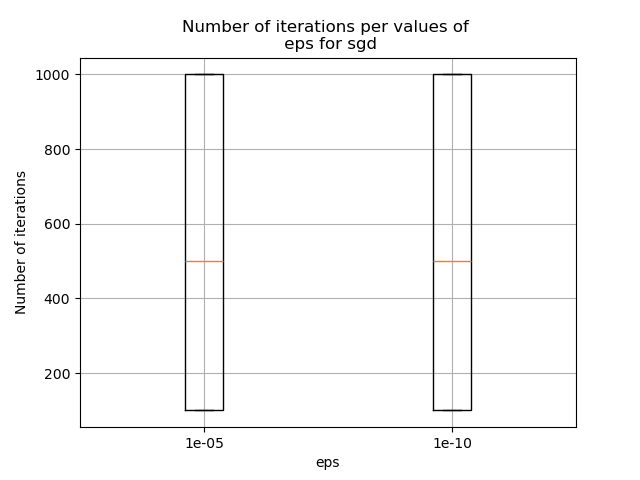 Number of iterations per values of
eps for sgd
Number of iterations
1000
800
600
400
200
1e-05
1e-10
eps